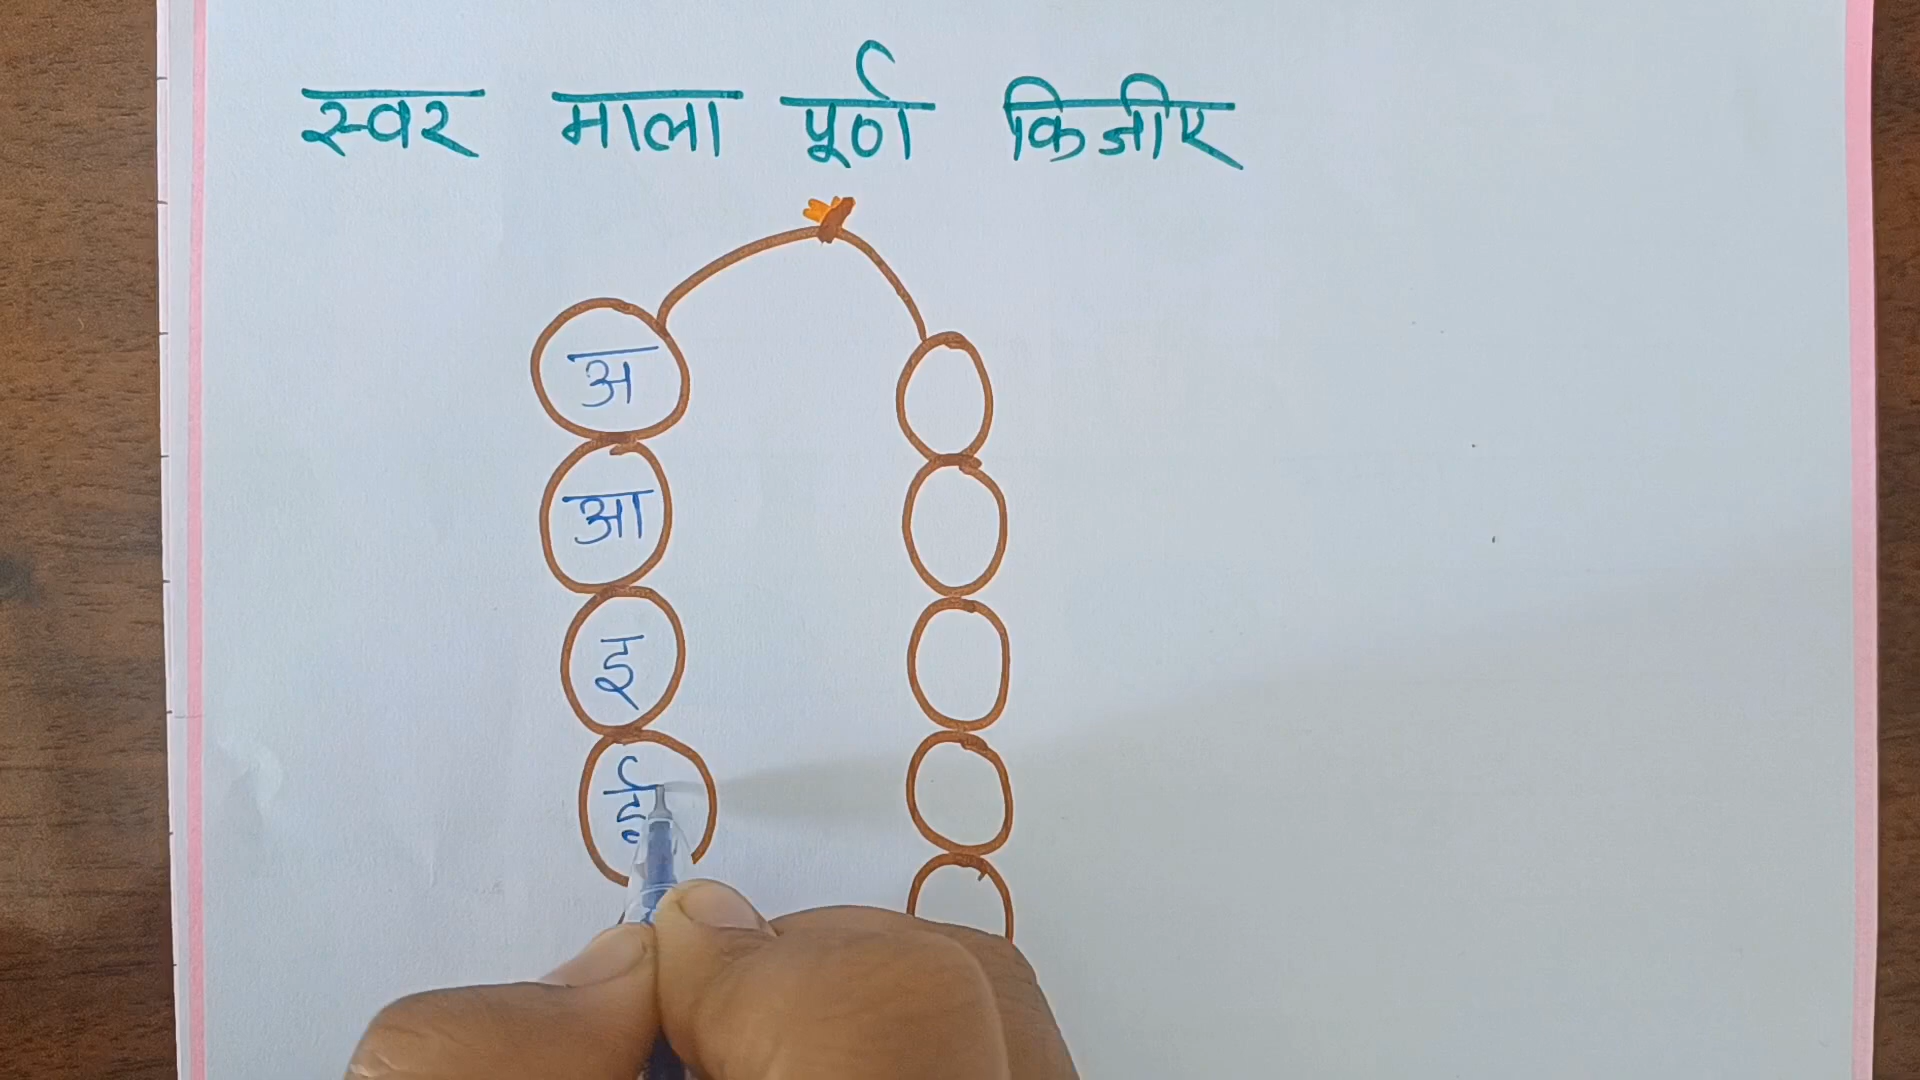 स्वर माला पूर्ण किजीए
अ
आ
इ
ई